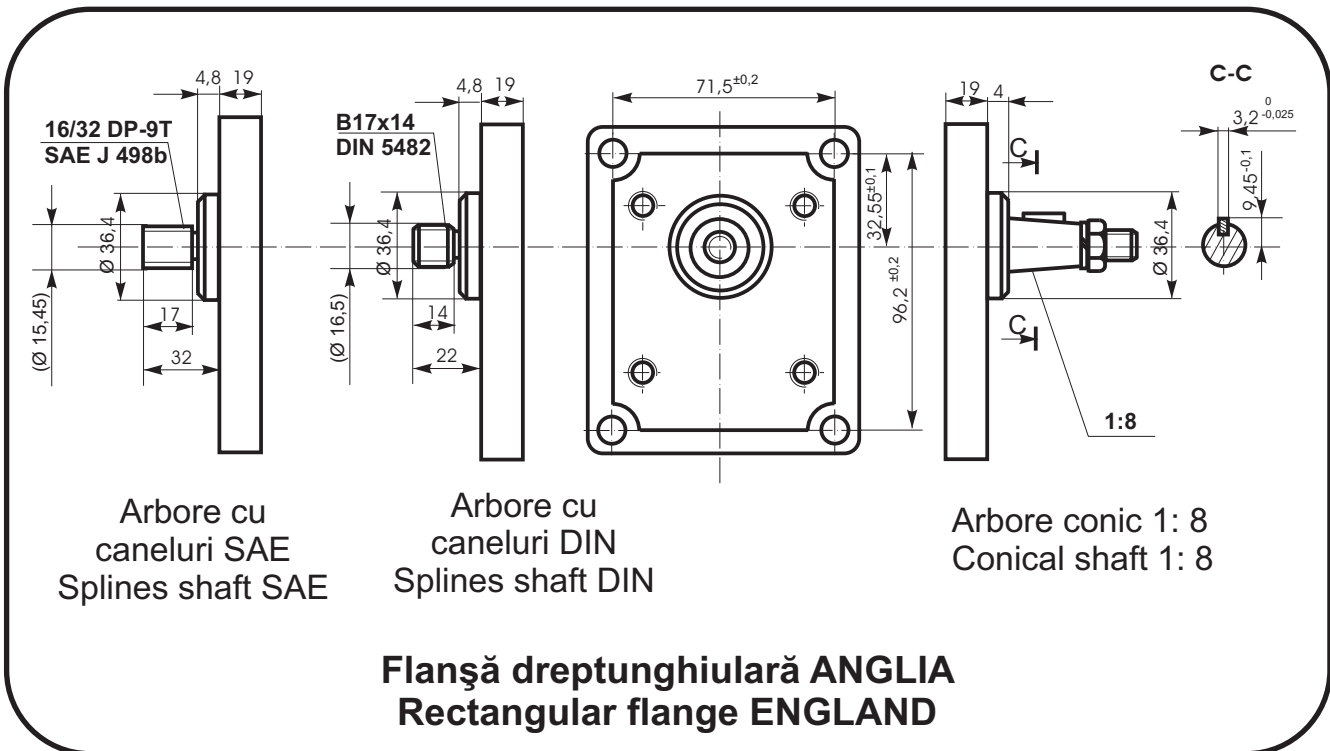 4,8 19
16/32 DP-9T
SAE J 498b
Ø 36,4
(Ø 15,45)
17
32
Arbore cu
caneluri SAE
Splines shaft SAE
4,8 19
B17x14
DIN 5482
Ø 36,4
(Ø 16,5)
14
22
Arbore cu
caneluri DIN
Splines shaft DIN
71,5±0,2
32,55±0,1
96,2 ±0,2
19 4
C
C
Ø 36,4
1:8
C-C
3,2 0 -0,025
9,45-0,1
Arbore conic 1: 8
Conical shaft 1: 8
Flanşă dreptunghiulară ANGLIA
Rectangular flange ENGLAND